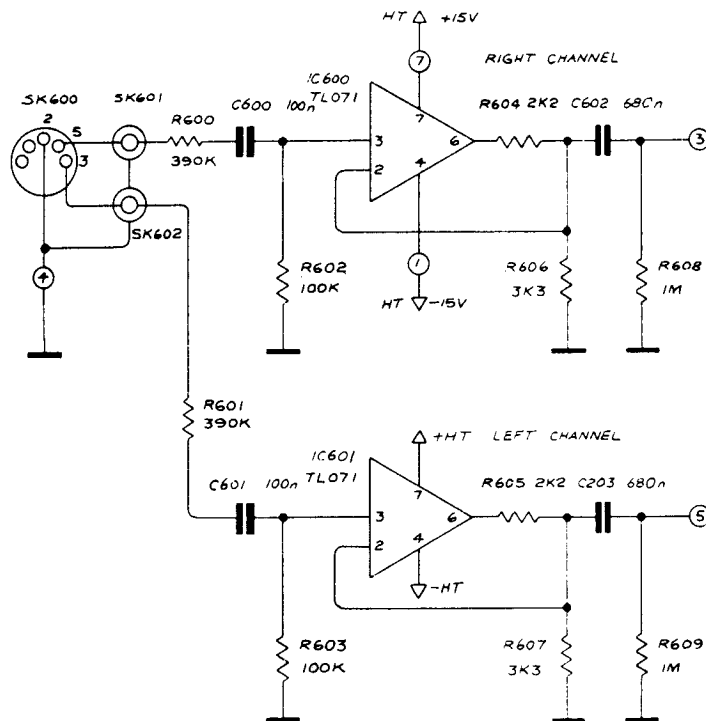 HT +15V
7
RIGHT CHANNEL
SK600
SK601
IC600
TL071
2
5
3
R600
390K
C600 100n
R604 2K2 C602 680n
7
3
6
3
2
4
SK602
4
R602
100K
1
HT -15V
R606
3K3
R608
1M
R601
390K
+HT LEFT CHANNEL
IC601
TL071
C601 100n
R605 2K2 C203 680n
7
3
6
5
2
4
-HT
R603
100K
R607
3K3
R609
1M